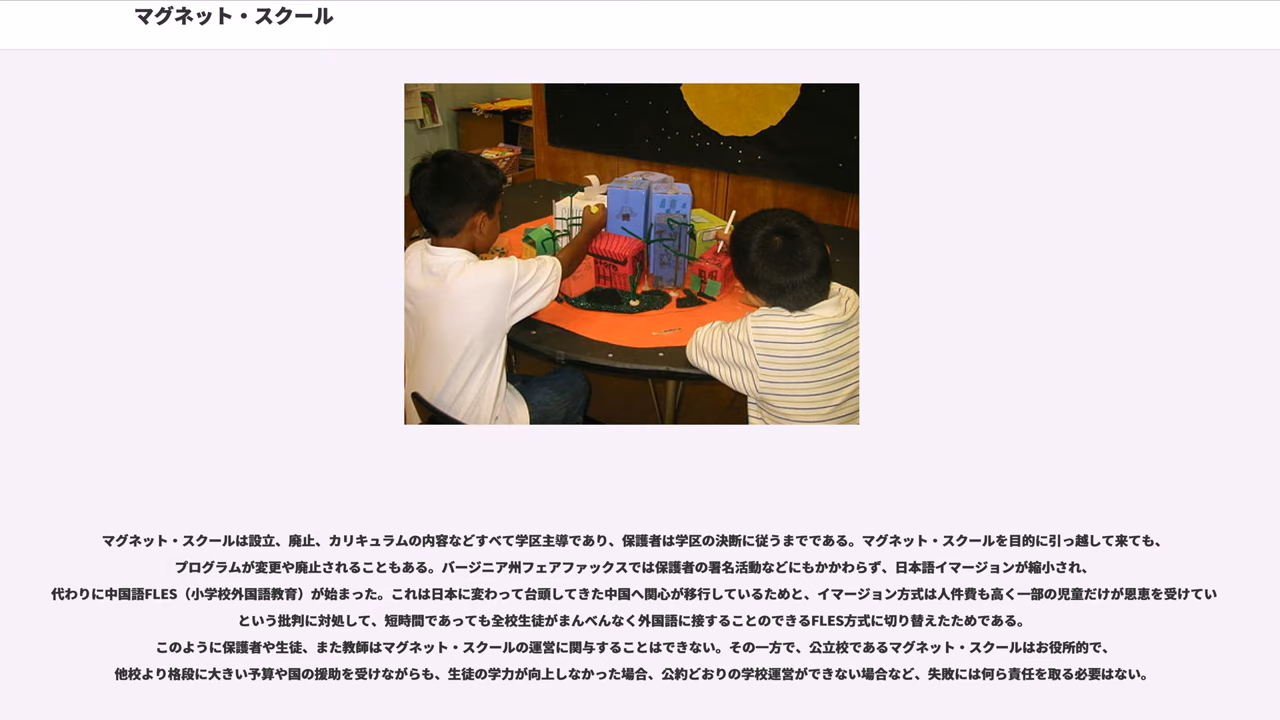 マグネット・スクール
マグネット・スクールは設立、廃止、カリキュラムの内容などすべて学区主導であり、保護者は学区の決断に従うまでである。マグネット・スクールを目的に引っ越して来ても、
プログラムが変更や廃止されることもある。バージニア州フェアファックスでは保護者の署名活動などにもかかわらず、日本語イマージョンが縮小され、
代わりに中国語FLES（小学校外国語教育）が始まった。これは日本に変わって台頭してきた中国へ関心が移行しているためと、イマージョン方式は人件費も高く一部の児童だけが恩恵を受けてい
という批判に対処して、短時間であっても全校生徒がまんべんなく外国語に接することのできるFLES方式に切り替えたためである。
このように保護者や生徒、また教師はマグネット・スクールの運営に関与することはできない。その一方で、公立校であるマグネット・スクールはお役所的で、
他校より格段に大きい予算や国の援助を受けながらも、生徒の学力が向上しなかった場合、公約どおりの学校運営ができない場合など、失敗には何ら責任を取る必要はない。